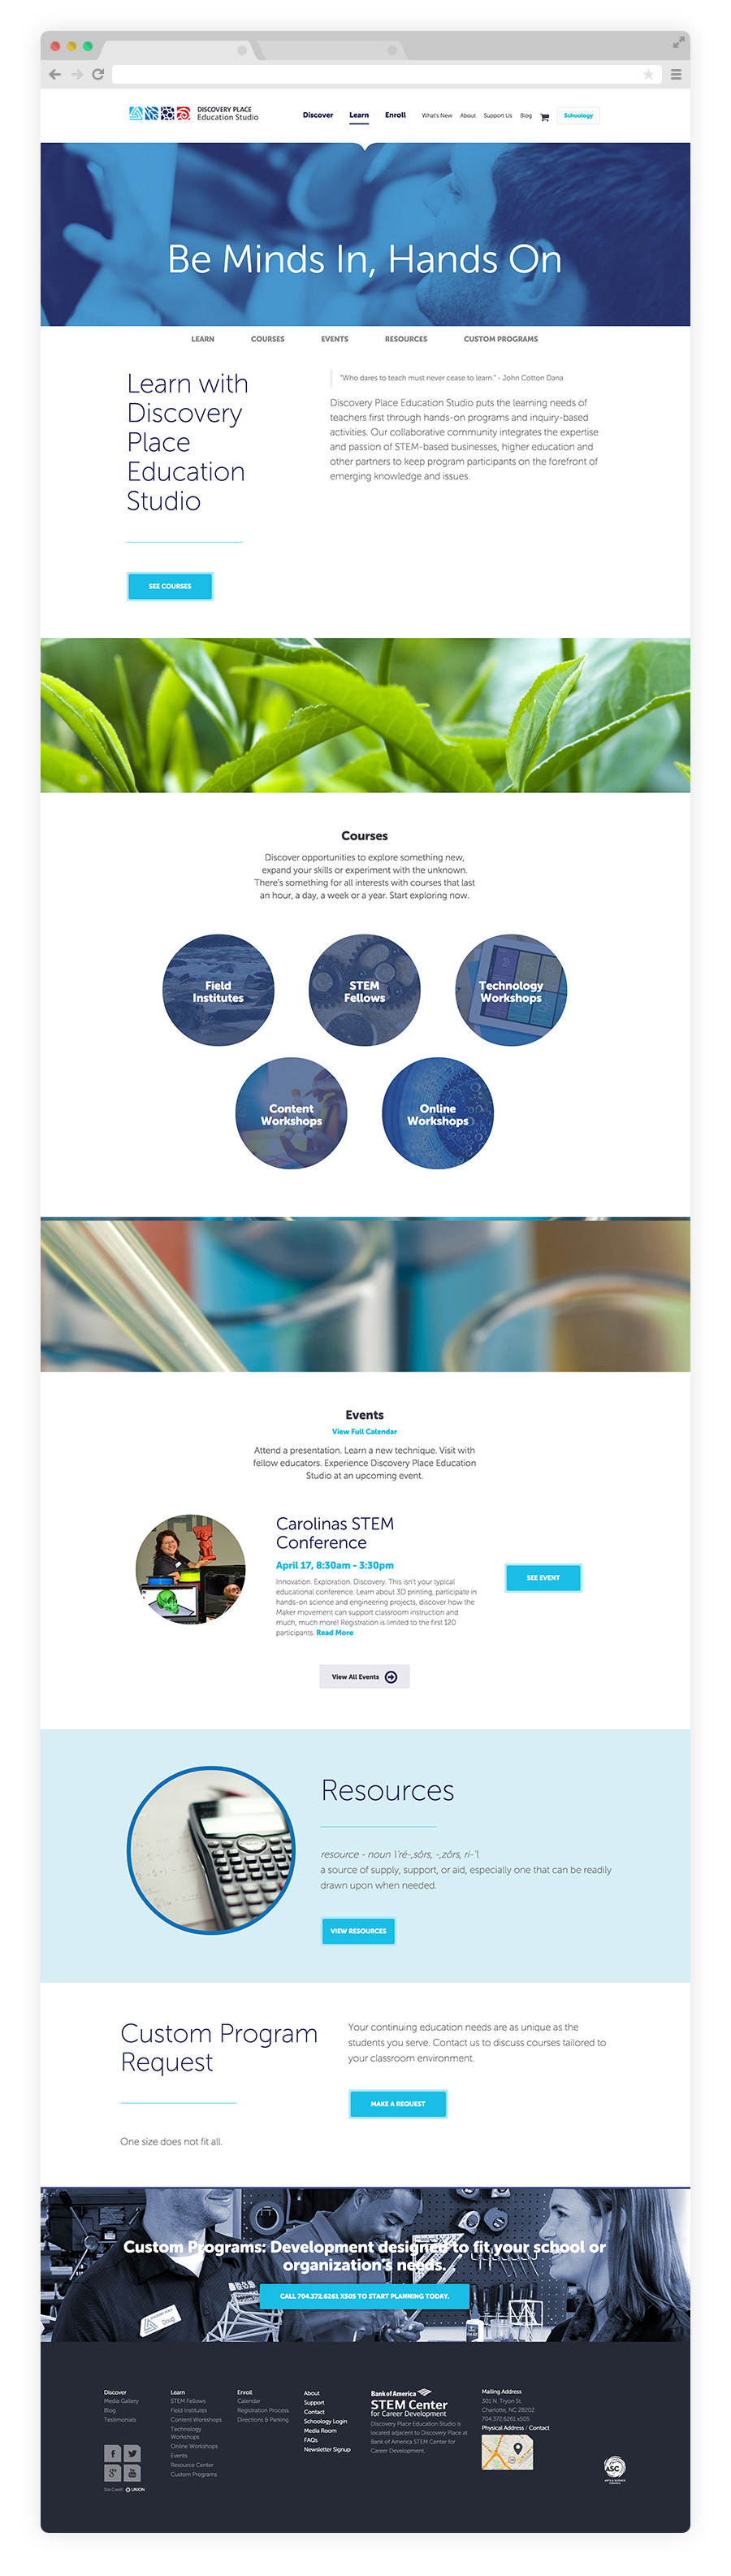 DISCOVERY PLACE
Education Studio
Discover Learn Enroll What's New About Support Us Blog Schoology
Be Minds In, Hands On
LEARN COURSES EVENTS RESOURCES CUSTOM PROGRAMS
Learn with
Discovery
Place
Education
Studio
SEE COURSES
"Who dares to teach must never cease to learn." - John Cotton Dana
Discovery Place Education Studio puts the learning needs of
teachers first through hands-on programs and inquiry-based
activities. Our collaborative community integrates the expertise
and passion of STEM-based businesses, higher education and
other partners to keep program participants on the forefront of
emerging knowledge and issues.
Courses
Discover opportunities to explore something new,
expand your skills or experiment with the unknown.
There's something for all interests with courses that last
an hour, a day, a week or a year. Start exploring now.
Field
Institutes
STEM
Fellows
Technology
Workshops
Content
Workshops
Online
Workshops
Events
View Full Calendar
Attend a presentation. Learn a new technique. Visit with
fellow educators. Experience Discovery Place Education
Studio at an upcoming event.
Carolinas STEM
Conference
April 17, 8:30am - 3:30pm
Innovation. Exploration. Discovery. This isn't your typical
educational conference. Learn about 3D printing, participate in
hands-on science and engineering projects, discover how the
Maker movement can support classroom instruction and
much, much more! Registration is limited to the first 120
participants. Read More
SEE EVENT
View All Events
Resources
resource - noun \ˈrē-ˌsȯrs, -ˌzȯrs, ri-ˈ\
a source of supply, support, or aid, especially one that can be readily
drawn upon when needed.
VIEW RESOURCES
Custom Program
Request
One size does not fit all.
Your continuing education needs are as unique as the
students you serve. Contact us to discuss courses tailored to
your classroom environment.
MAKE A REQUEST
Custom Programs: Development designed to fit your school or
organization's needs.
CALL 704.372.6261 X505 TO START PLANNING TODAY.
Doug
Discover
Media Gallery
Blog
Testimonials
Site Credit: UNION
Learn
STEM Fellows
Field Institutes
Content Workshops
Technology
Workshops
Online Workshops
Events
Resource Center
Custom Programs
Enroll
Calendar
Registration Process
Directions & Parking
About
Support
Contact
Schoology Login
Media Room
FAQs
Newsletter Signup
Bank of America
STEM Center
for Career Development
Discovery Place Education Studio is
located adjacent to Discovery Place at
Bank of America STEM Center for
Career Development.
Mailing Address
301 N. Tryon St.
Charlotte, NC 28202
704.372.6261 x505
Physical Address / Contact
ASC
ARTS & SCIENCE
COUNCIL